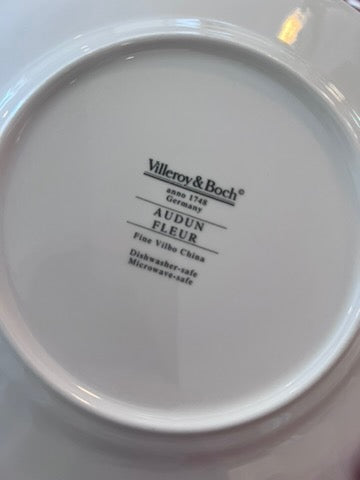 Villeroy & Boch©
anno 1748
Germany
AUDUN
FLEUR
Fine Vilbo China
Dishwasher-safe
Microwave-safe